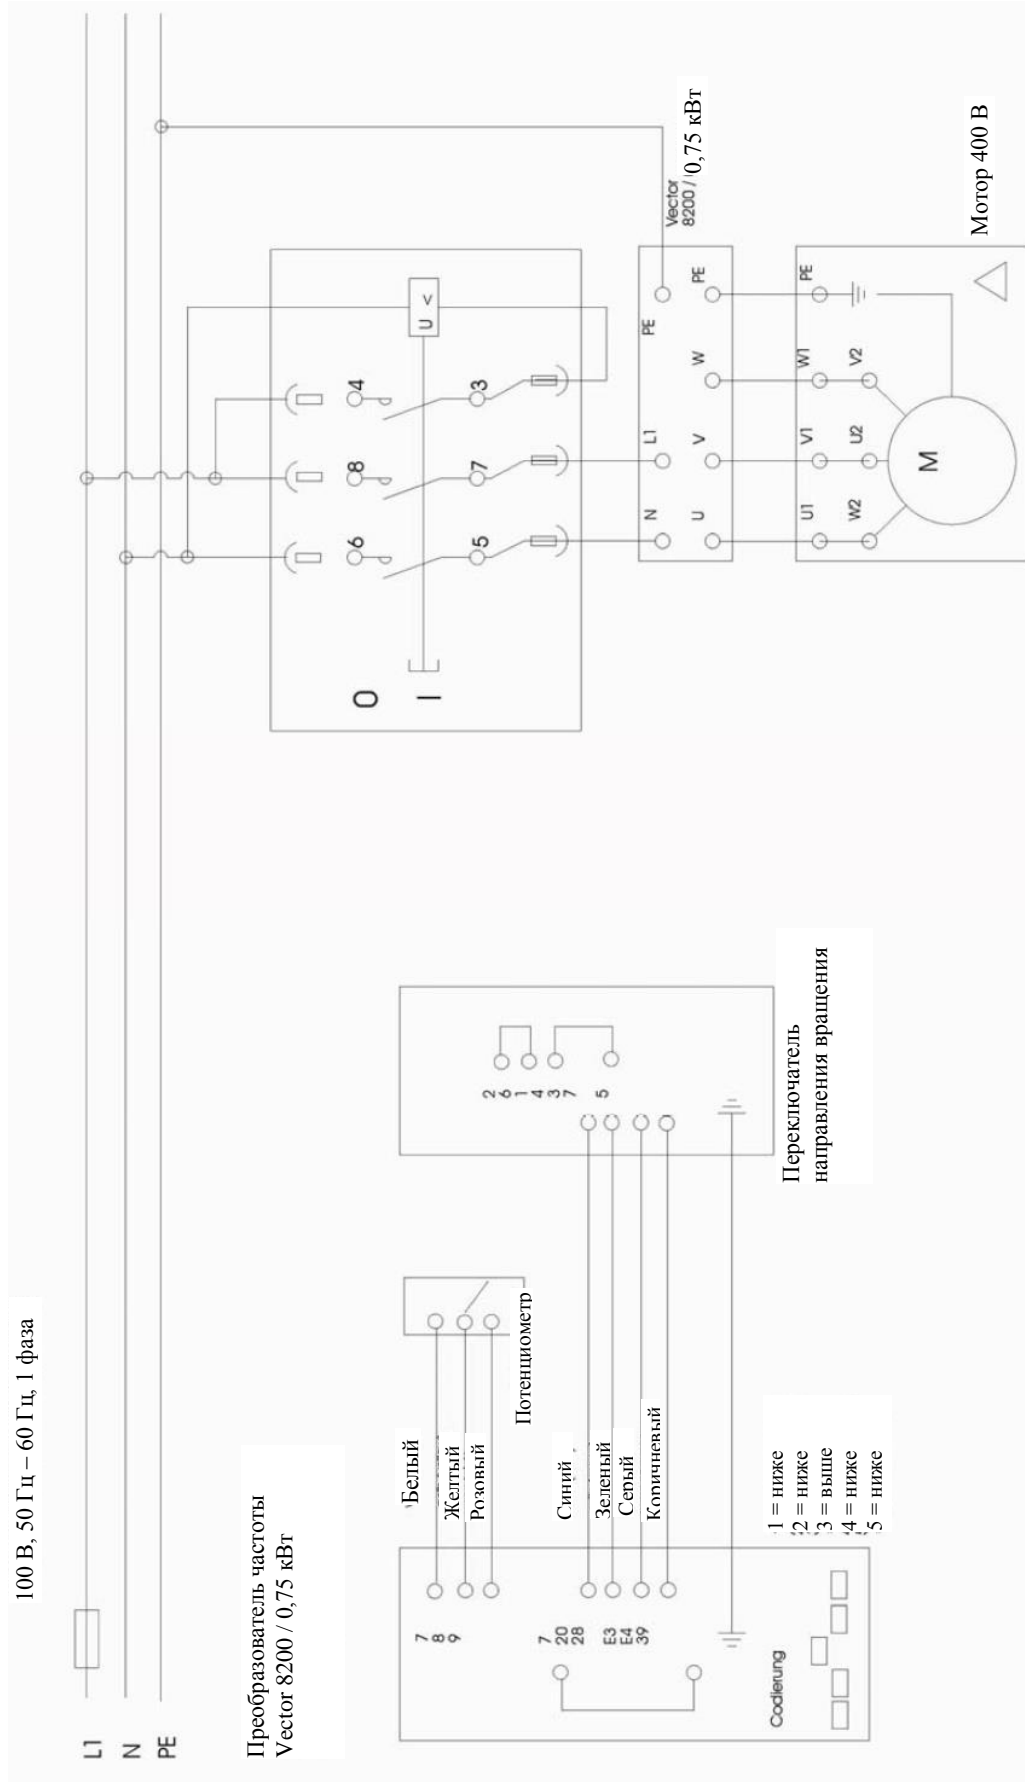 100 В, 50 Гц – 60 Гц, 1 фаза
L1
N
PE
Преобразователь частоты
Vector 8200 / 0,75 кВт
7
8
9
Белый
Желтый
Розовый
Потенциометр
7
20
28
E3
E4
39
Синий
Зеленый
Серый
Коричневый
Codierung
1 = ниже
2 = ниже
3 = выше
4 = ниже
5 = ниже
2
6
1
4
3
7
5
Переключатель
направления вращения
O
I
6
8
4
5
7
3
U <
Vector
8200 / 0,75 кВт
N
L1
PE
U
V
W
PE
U1
V1
W1
PE
W2
U2
V2
M
Мотор 400 В